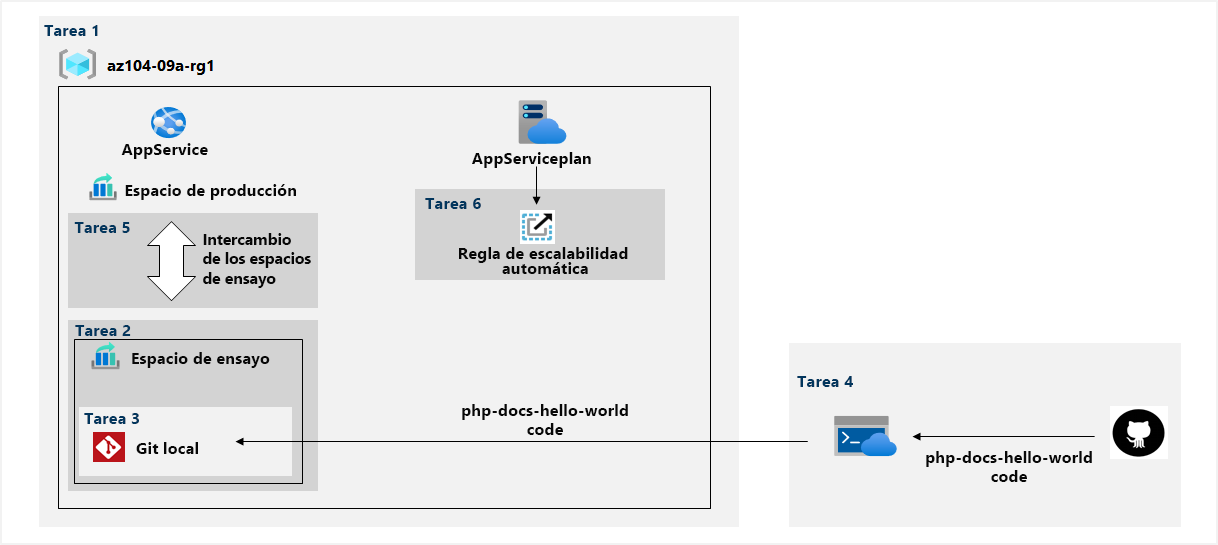 Tarea 1
az104-09a-rg1
AppService
AppServiceplan
Espacio de producción
Tarea 6
Regla de escalabilidad
automática
Tarea 5
Intercambio
de los espacios
de ensayo
Tarea 2
Espacio de ensayo
Tarea 3
Git local
php-docs-hello-world
code
Tarea 4
php-docs-hello-world
code